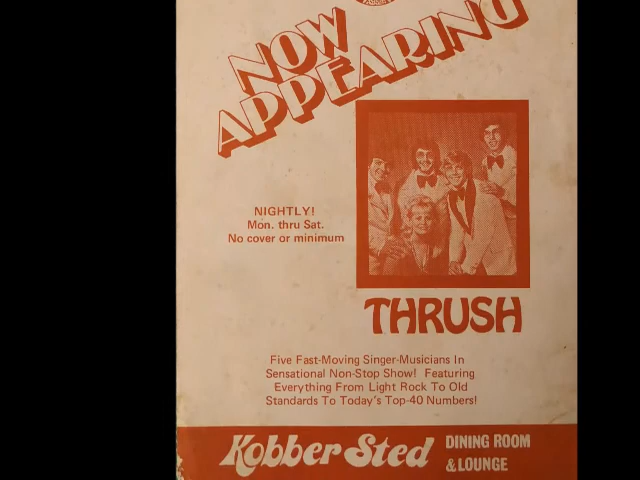 NOW
APPEARING
NIGHTLY!
Mon. thru Sat.
No cover or minimum
THRUSH
Five Fast-Moving Singer-Musicians In
Sensational Non-Stop Show! Featuring
Everything From Light Rock To Old
Standards To Today's Top-40 Numbers!
Kobber Sted DINING ROOM
& LOUNGE